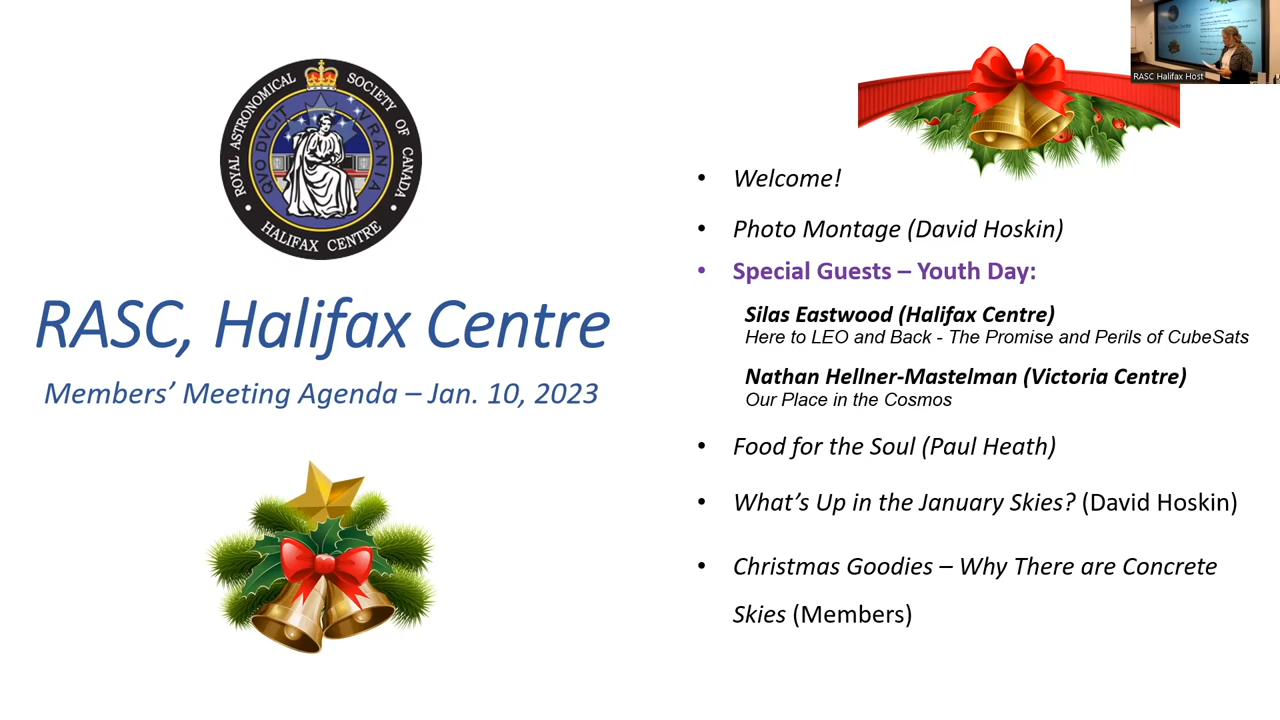 ROYAL ASTRONOMICAL SOCIETY OF CANADA
QVO DVCIT VRANIA
• HALIFAX CENTRE •
RASC, Halifax Centre
Members’ Meeting Agenda – Jan. 10, 2023
RASC Halifax Host
• Welcome!
• Photo Montage (David Hoskin)
• Special Guests – Youth Day:
Silas Eastwood (Halifax Centre)
Here to LEO and Back - The Promise and Perils of CubeSats
Nathan Hellner-Mastelman (Victoria Centre)
Our Place in the Cosmos
• Food for the Soul (Paul Heath)
• What’s Up in the January Skies? (David Hoskin)
• Christmas Goodies – Why There are Concrete
Skies (Members)